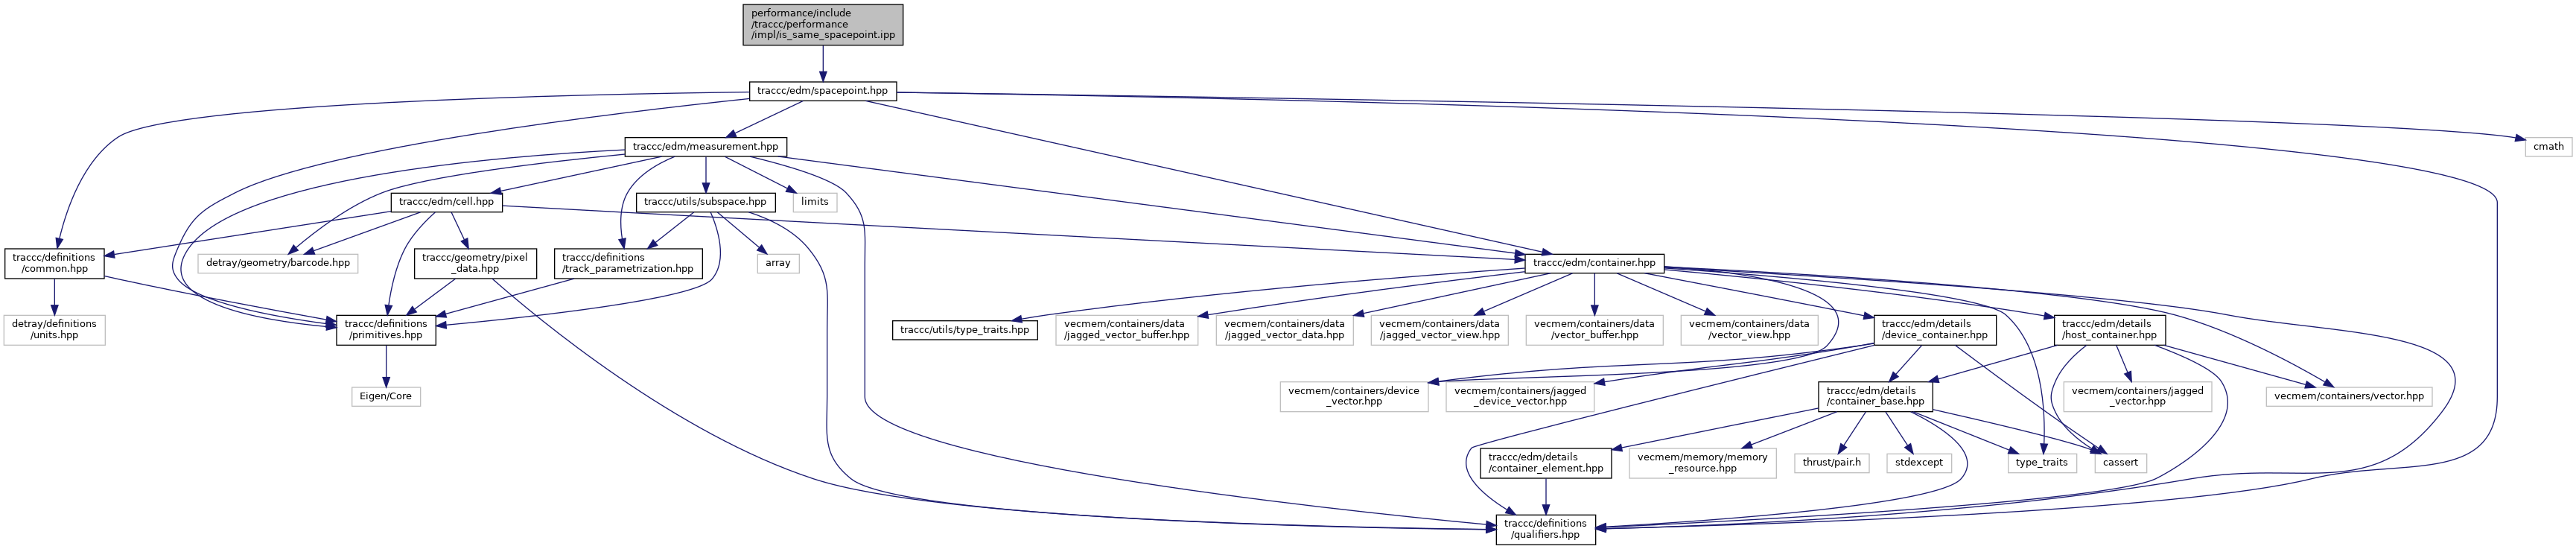 performance/include
/traccc/performance
/impl/is_same_spacepoint.ipp
traccc/edm/spacepoint.hpp
traccc/edm/measurement.hpp
cmath
traccc/edm/cell.hpp
traccc/utils/subspace.hpp
limits
traccc/definitions
/common.hpp
detray/geometry/barcode.hpp
traccc/geometry/pixel
_data.hpp
traccc/definitions
/track_parametrization.hpp
array
traccc/edm/container.hpp
detray/definitions
/units.hpp
traccc/definitions
/primitives.hpp
traccc/utils/type_traits.hpp
vecmem/containers/data
/jagged_vector_buffer.hpp
vecmem/containers/data
/jagged_vector_data.hpp
vecmem/containers/data
/jagged_vector_view.hpp
vecmem/containers/data
/vector_buffer.hpp
vecmem/containers/data
/vector_view.hpp
traccc/edm/details
/device_container.hpp
traccc/edm/details
/host_container.hpp
Eigen/Core
vecmem/containers/device
_vector.hpp
vecmem/containers/jagged
_device_vector.hpp
traccc/edm/details
/container_base.hpp
vecmem/containers/jagged
_vector.hpp
vecmem/containers/vector.hpp
traccc/edm/details
/container_element.hpp
vecmem/memory/memory
_resource.hpp
thrust/pair.h
stdexcept
type_traits
cassert
traccc/definitions
/qualifiers.hpp